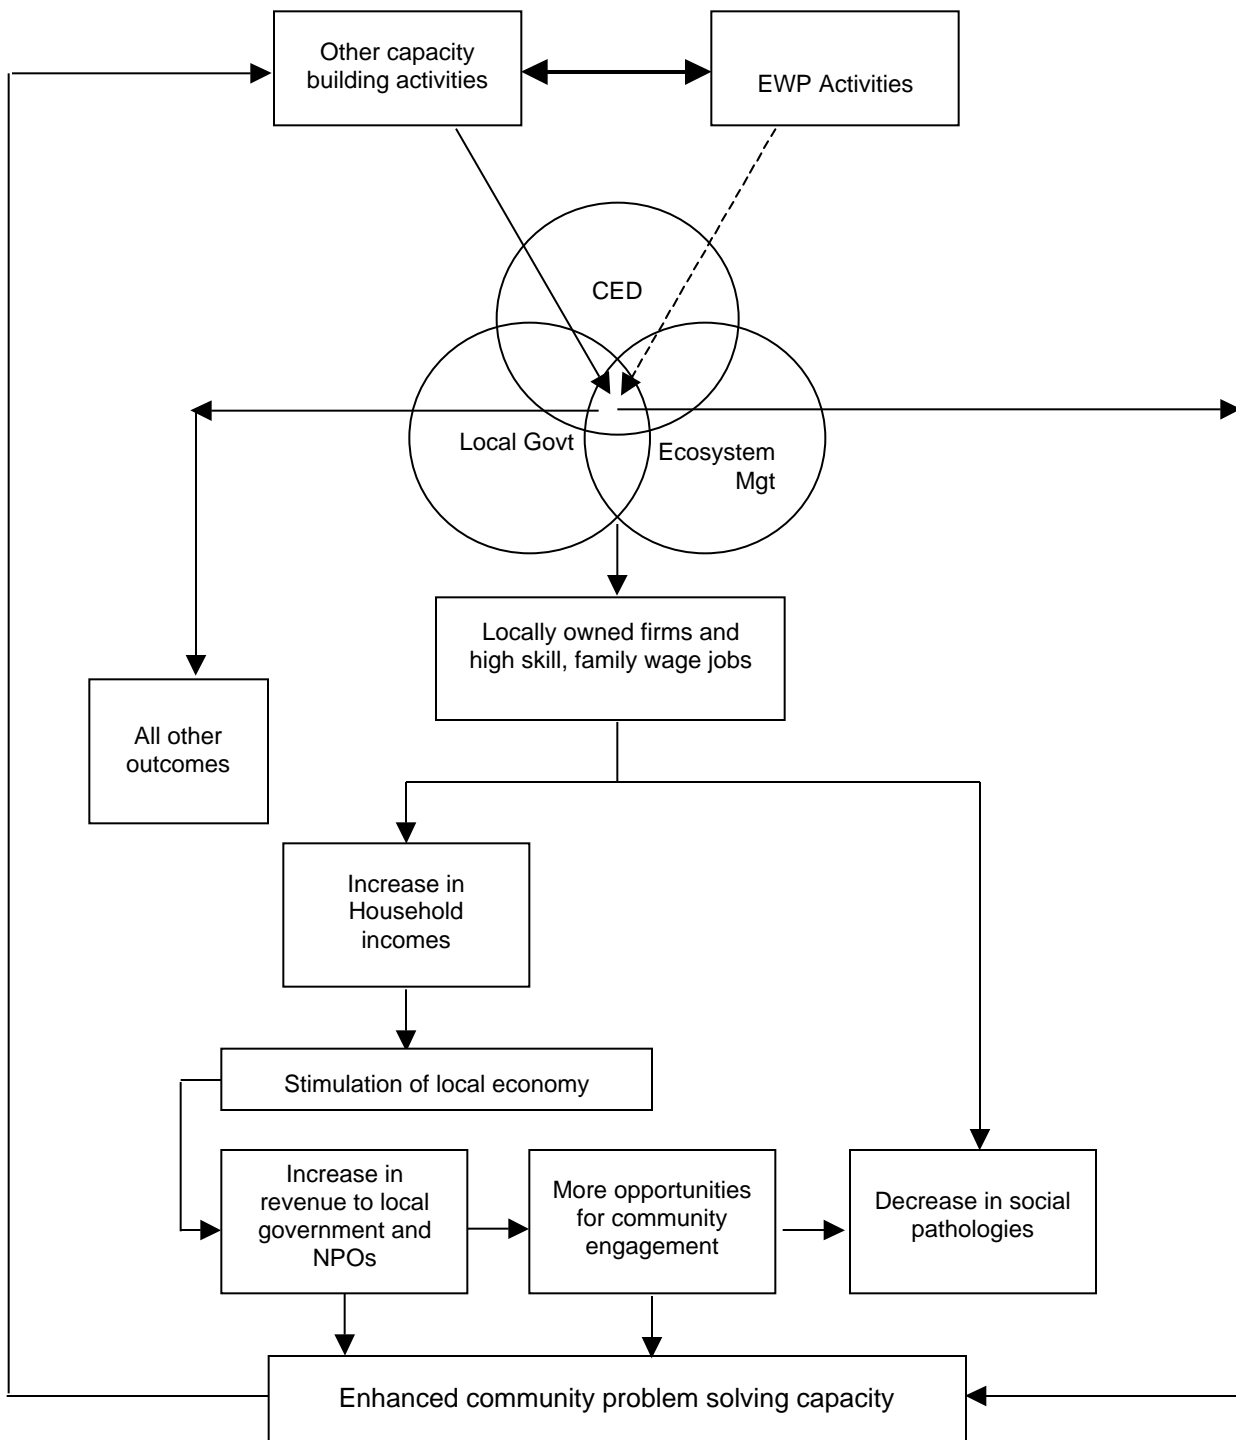 Other capacity
building activities
EWP Activities
CED
Local Govt
Ecosystem
Mgt
Locally owned firms and
high skill, family wage jobs
All other
outcomes
Increase in
Household
incomes
Stimulation of local economy
Increase in
revenue to local
government and
NPOs
More opportunities
for community
engagement
Decrease in social
pathologies
Enhanced community problem solving capacity